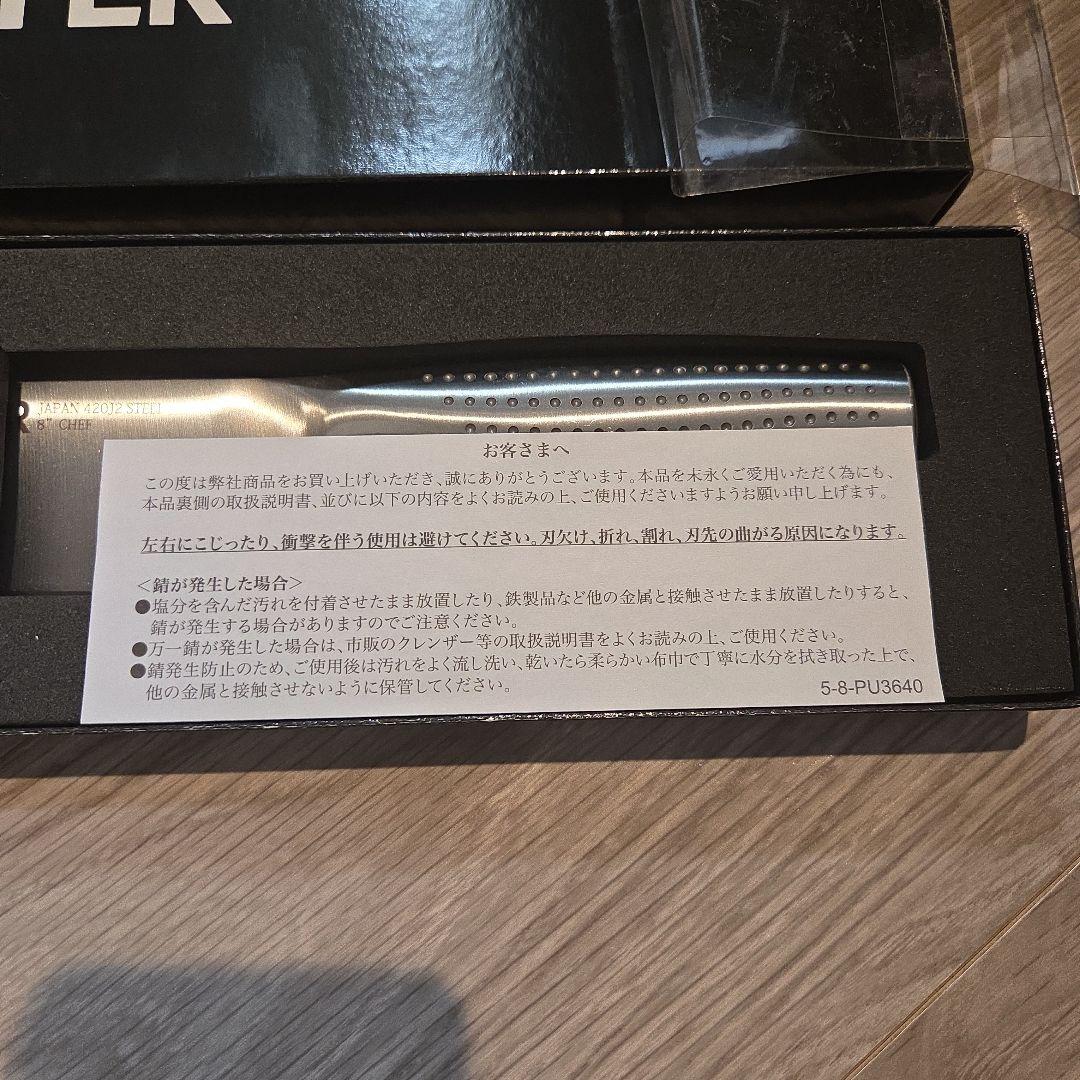 JAPAN 420J2 STEEL
8" CHEF
お客さまへ
この度は弊社商品をお買い上げいただき、誠にありがとうございます。本品を末永くご愛用いただく為にも、
本品裏側の取扱説明書、並びに以下の内容をよくお読みの上、ご使用くださいますようお願い申し上げます。
左右にこじったり、衝撃を伴う使用は避けてください。刃欠け、折れ、割れ、刃先の曲がる原因になります。
＜錆が発生した場合＞
●塩分を含んだ汚れを付着させたまま放置したり、鉄製品など他の金属と接触させたまま放置したりすると、
錆が発生する場合がありますのでご注意ください。
●万一錆が発生した場合は、市販のクレンザー等の取扱説明書をよくお読みの上、ご使用ください。
●錆発生防止のため、ご使用後は汚れをよく流し洗い、乾いたら柔らかい布巾で丁寧に水分を拭き取った上で、
他の金属と接触させないように保管してください。
5-8-PU3640